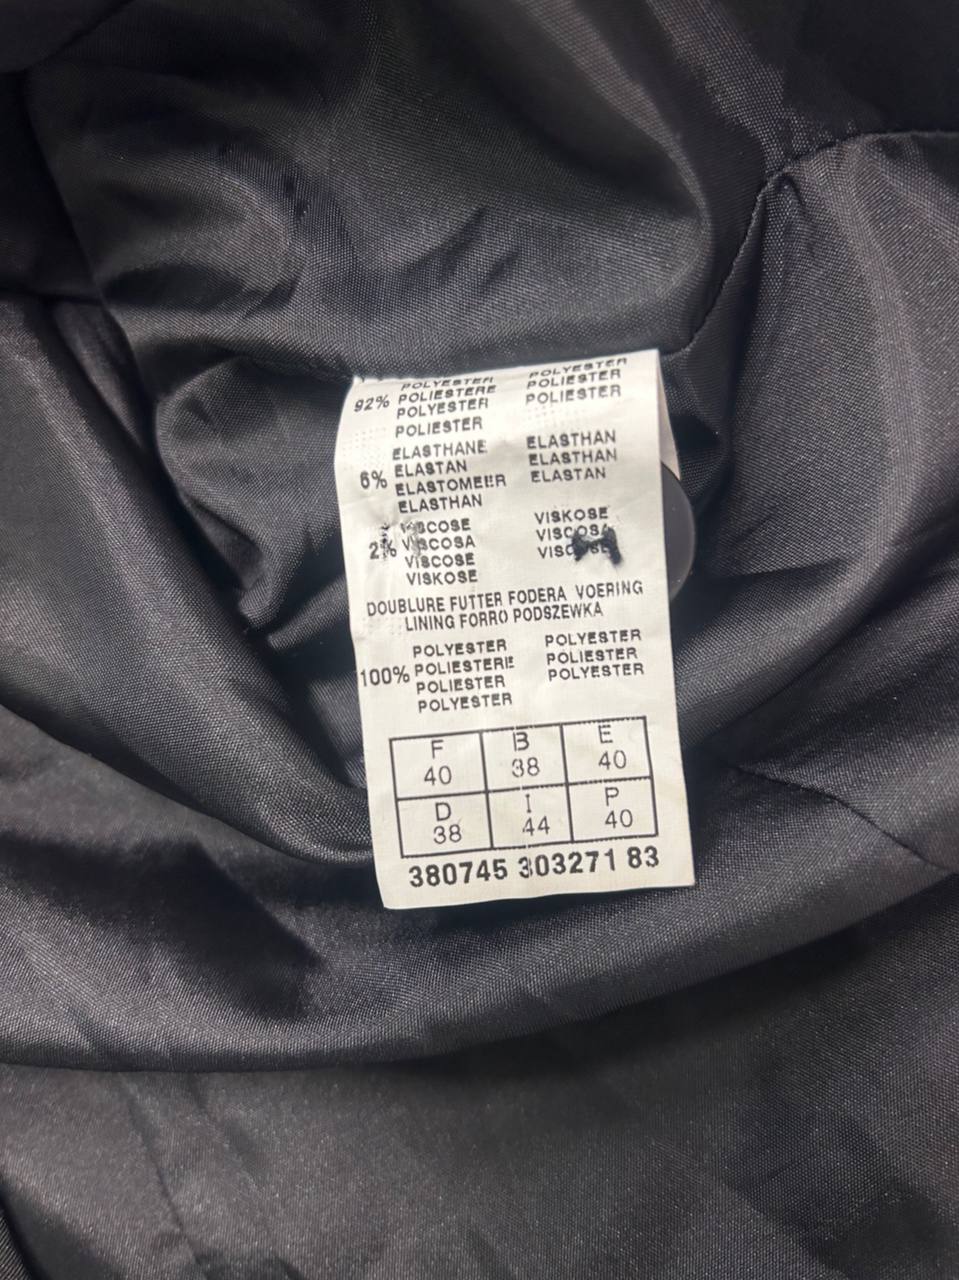 POLYESTER POLYESTER
92% POLIESTERE POLIESTER
POLYESTER POLIESTER
POLIESTER
ELASTHANE ELASTHAN
6% ELASTAN ELASTHAN
ELASTOMEER ELASTAN
ELASTHAN
2% VISCOSE VISKOSE
VISCOSA VISCOSA
VISCOSE
VISKOSE
DOUBLURE FUTTER FODERA VOERING
LINING FORRO PODSZEWKA
POLYESTER POLYESTER
100% POLIESTERE POLIESTER
POLIESTER POLYESTER
POLYESTER
F B E
40 38 40
D I P
38 44 40
380745 303271 83